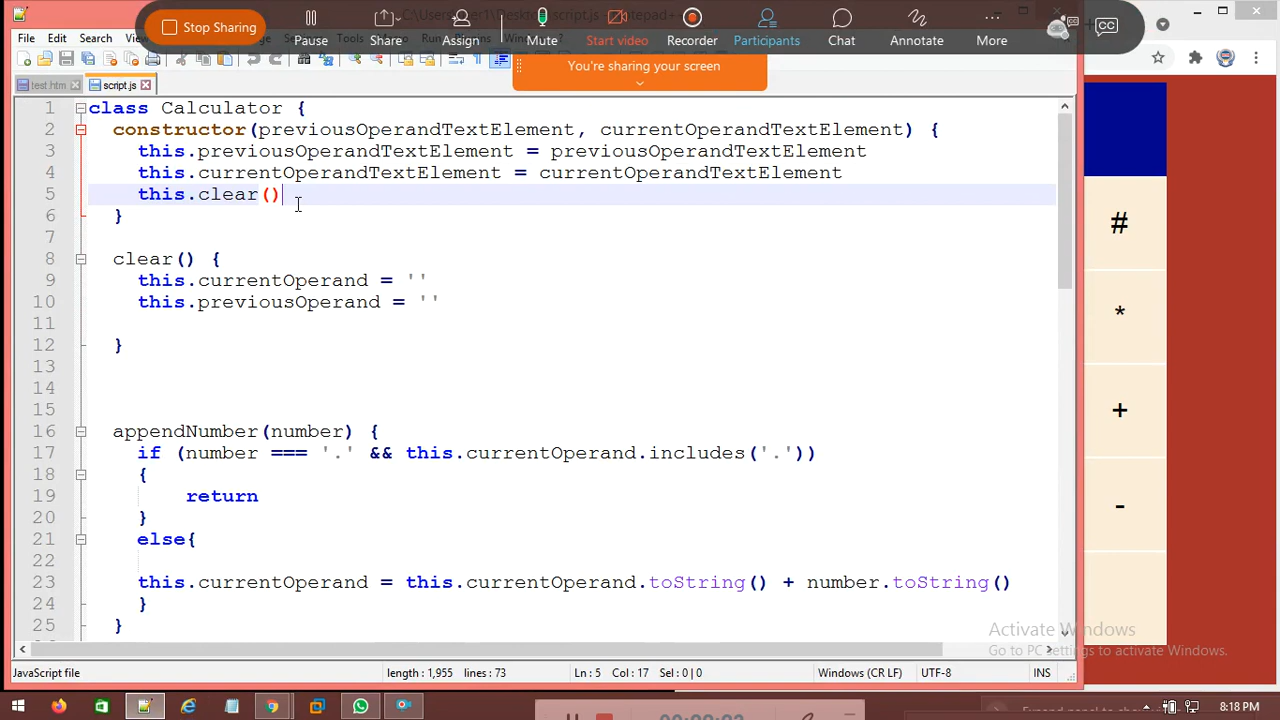 Stop Sharing
Pause
Share
Assign
Mute
Start video
Recorder
Participants
Chat
Annotate
More
CC
You're sharing your screen
File Edit Search
test.htm
script.js
1 class Calculator {
2 constructor(previousOperandTextElement, currentOperandTextElement) {
3 this.previousOperandTextElement = previousOperandTextElement
4 this.currentOperandTextElement = currentOperandTextElement
5 this.clear()
6 }
7
8 clear() {
9 this.currentOperand = ''
10 this.previousOperand = ''
11
12 }
13
14
15
16 appendNumber(number) {
17 if (number === '.' && this.currentOperand.includes('.'))
18 {
19 return
20 }
21 else{
22
23 this.currentOperand = this.currentOperand.toString() + number.toString()
24 }
25 }
#
*
+
-
Activate Windows
Go to PC settings to activate Windows.
JavaScript file
length : 1,955 lines : 73
Ln : 5 Col : 17 Sel : 0 | 0
Windows (CR LF)
UTF-8
INS
8:18 PM